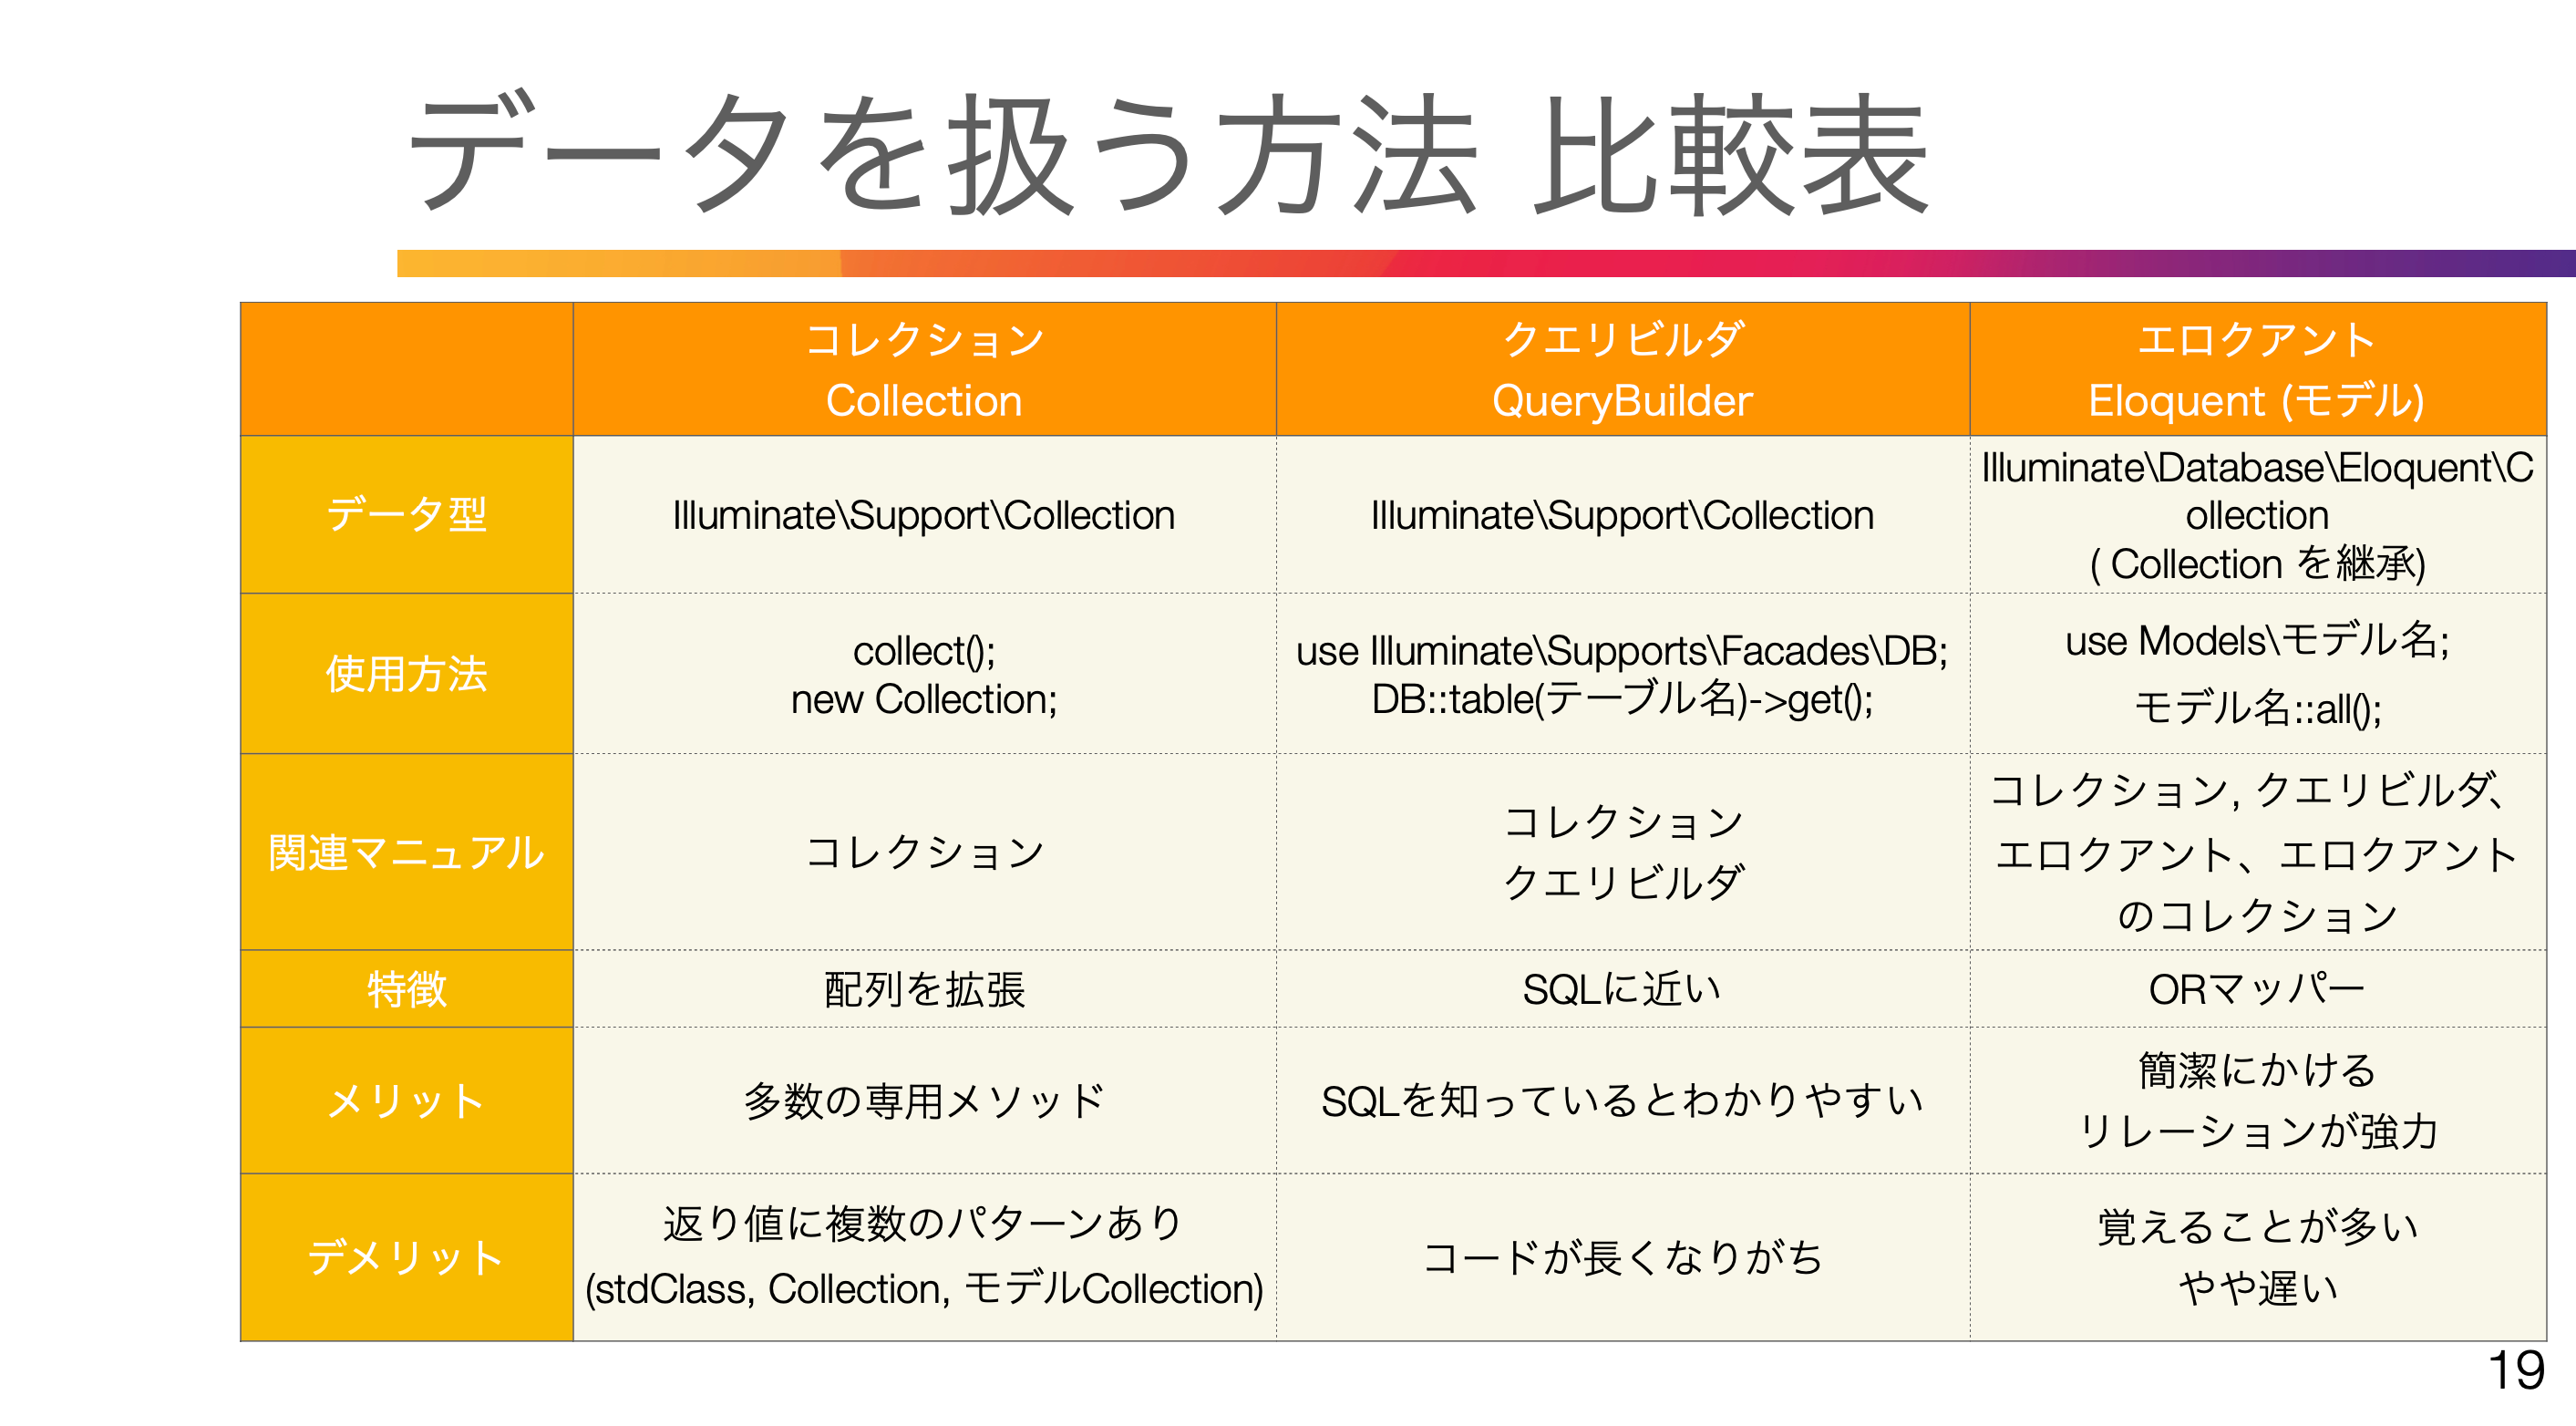 データを扱う方法 比較表
コレクション
Collection
クエリビルダ
QueryBuilder
エロクアント
Eloquent (モデル)
データ型
Illuminate\Support\Collection
Illuminate\Support\Collection
Illuminate\Database\Eloquent\C
ollection
( Collection を継承)
使用方法
collect();
new Collection;
use Illuminate\Supports\Facades\DB;
DB::table(テーブル名)->get();
use Models\モデル名;
モデル名::all();
関連マニュアル
コレクション
コレクション
クエリビルダ
コレクション, クエリビルダ、
エロクアント、エロクアント
のコレクション
特徴
配列を拡張
SQLに近い
ORマッパー
メリット
多数の専用メソッド
SQLを知っているとわかりやすい
簡潔にかける
リレーションが強力
デメリット
返り値に複数のパターンあり
(stdClass, Collection, モデルCollection)
コードが長くなりがち
覚えることが多い
やや遅い
19